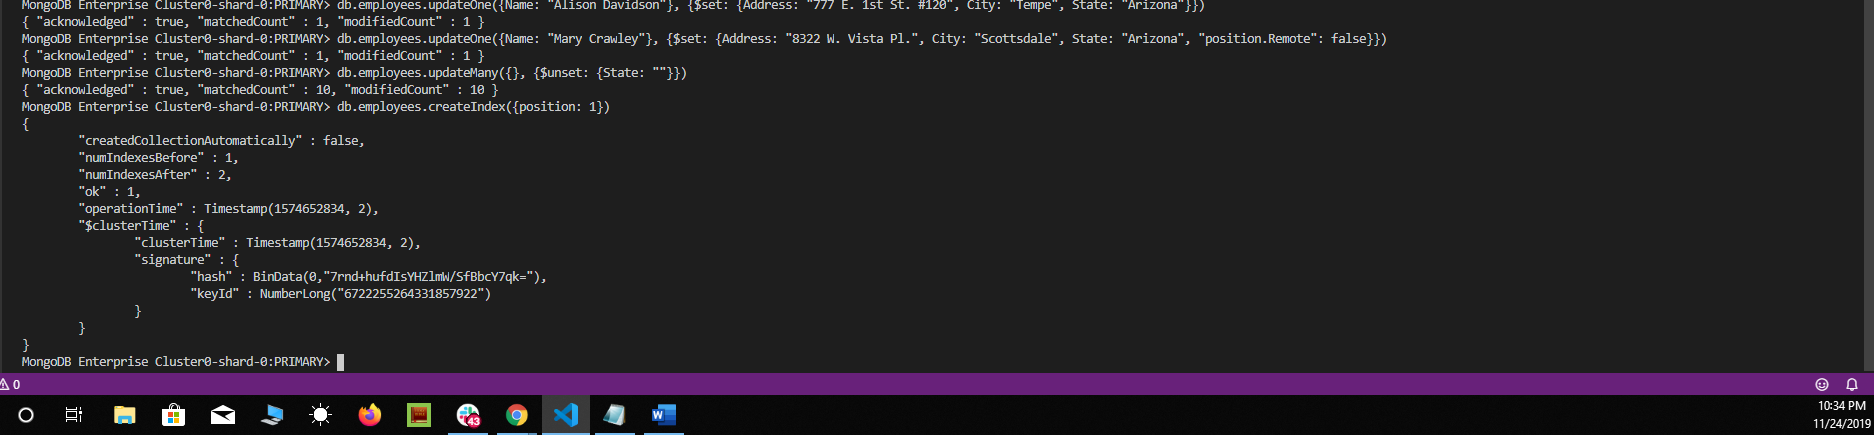 MongoDB Enterprise Cluster0-shard-0:PRIMARY> db.employees.updateOne({Name: "Alison Davidson"}, {$set: {Address: "777 E. 1st St. #120", City: "Tempe", State: "Arizona"}})
{ "acknowledged" : true, "matchedCount" : 1, "modifiedCount" : 1 }
MongoDB Enterprise Cluster0-shard-0:PRIMARY> db.employees.updateOne({Name: "Mary Crawley"}, {$set: {Address: "8322 W. Vista Pl.", City: "Scottsdale", State: "Arizona", "position.Remote": false}})
{ "acknowledged" : true, "matchedCount" : 1, "modifiedCount" : 1 }
MongoDB Enterprise Cluster0-shard-0:PRIMARY> db.employees.updateMany({}, {$unset: {State: ""}})
{ "acknowledged" : true, "matchedCount" : 10, "modifiedCount" : 10 }
MongoDB Enterprise Cluster0-shard-0:PRIMARY> db.employees.createIndex({position: 1})
{
"createdCollectionAutomatically" : false,
"numIndexesBefore" : 1,
"numIndexesAfter" : 2,
"ok" : 1,
"operationTime" : Timestamp(1574652834, 2),
"$clusterTime" : {
"clusterTime" : Timestamp(1574652834, 2),
"signature" : {
"hash" : BinData(0,"7rnd+hufdIsYHZlmW/SfBbcY7qk="),
"keyId" : NumberLong("6722255264331857922")
}
}
}
MongoDB Enterprise Cluster0-shard-0:PRIMARY>
0
43
10:34 PM
11/24/2019